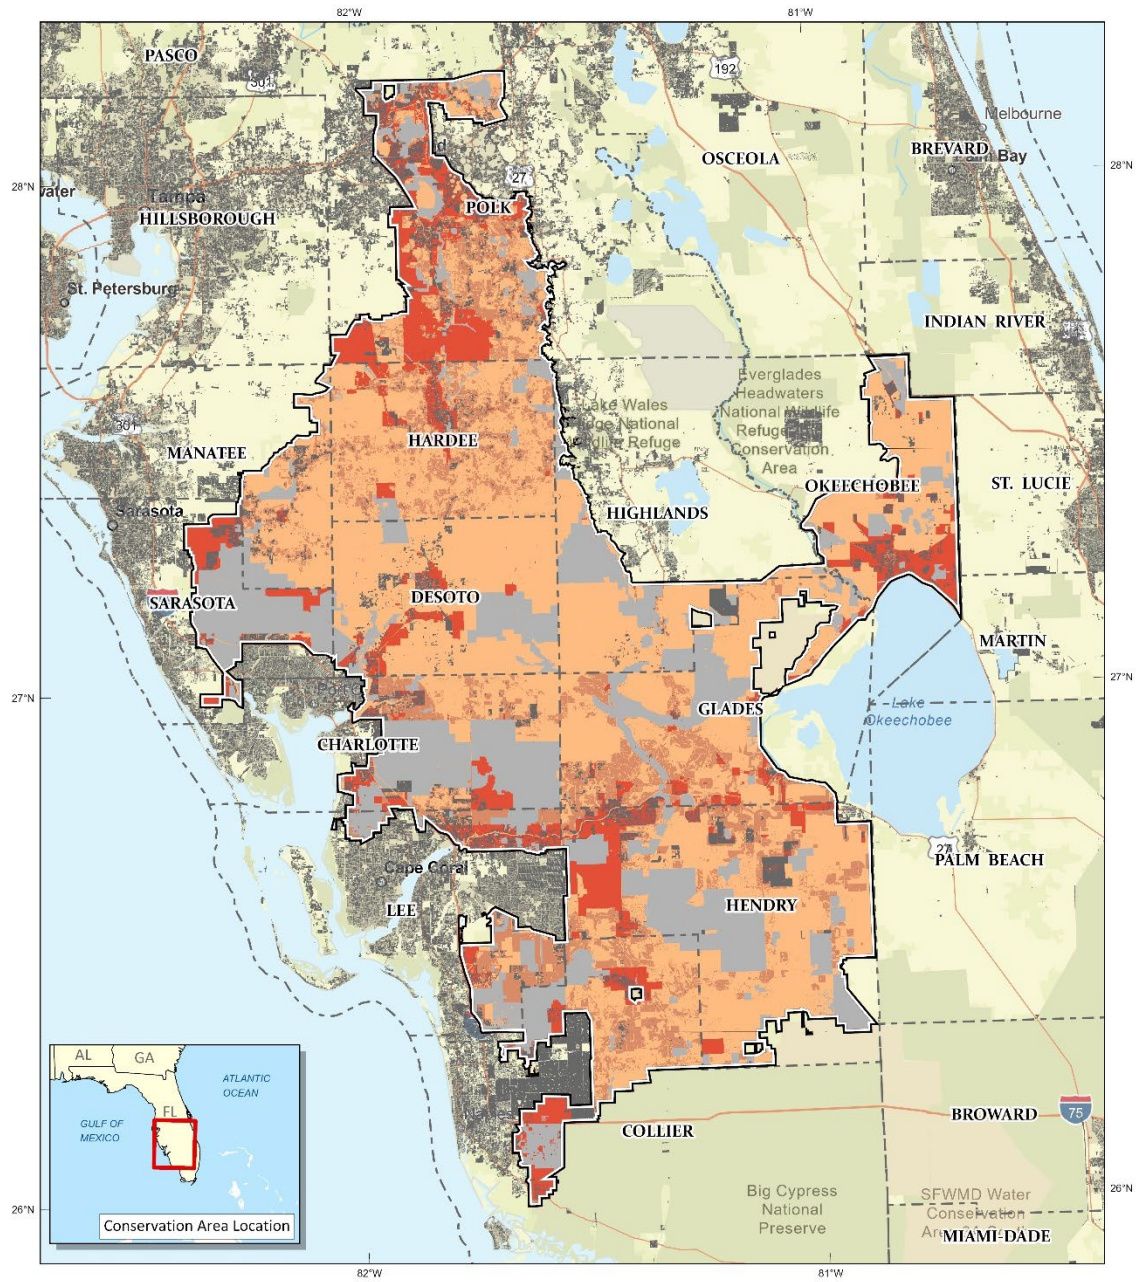 82°W
81°W
PASCO
301
192
Melbourne
BREVARD
OSCEOLA
Bay
28°N
28°N
27
POLK
Tampa
HILLSBOROUGH
St. Petersburg
INDIAN RIVER
Everglades
Headwaters
National Wildlife
Refuge
Conservation
Area
Lake Wales
National
Refuge
301
HARDEE
MANATEE
OKEECHOBEE
ST. LUCIE
Sarasota
HIGHLANDS
DESOTO
SARASOTA
MARTIN
27°N
27°N
GLADES
Lake
Okeechobee
CHARLOTTE
27
PALM BEACH
Cape Coral
LEE
HENDRY
AL
GA
ATLANTIC
OCEAN
FL
GULF OF
MEXICO
Conservation Area Location
BROWARD
75
COLLIER
26°N
26°N
Big Cypress
National
Preserve
SFWMD Water
Conservation
MIAMI-DADE
82°W
81°W